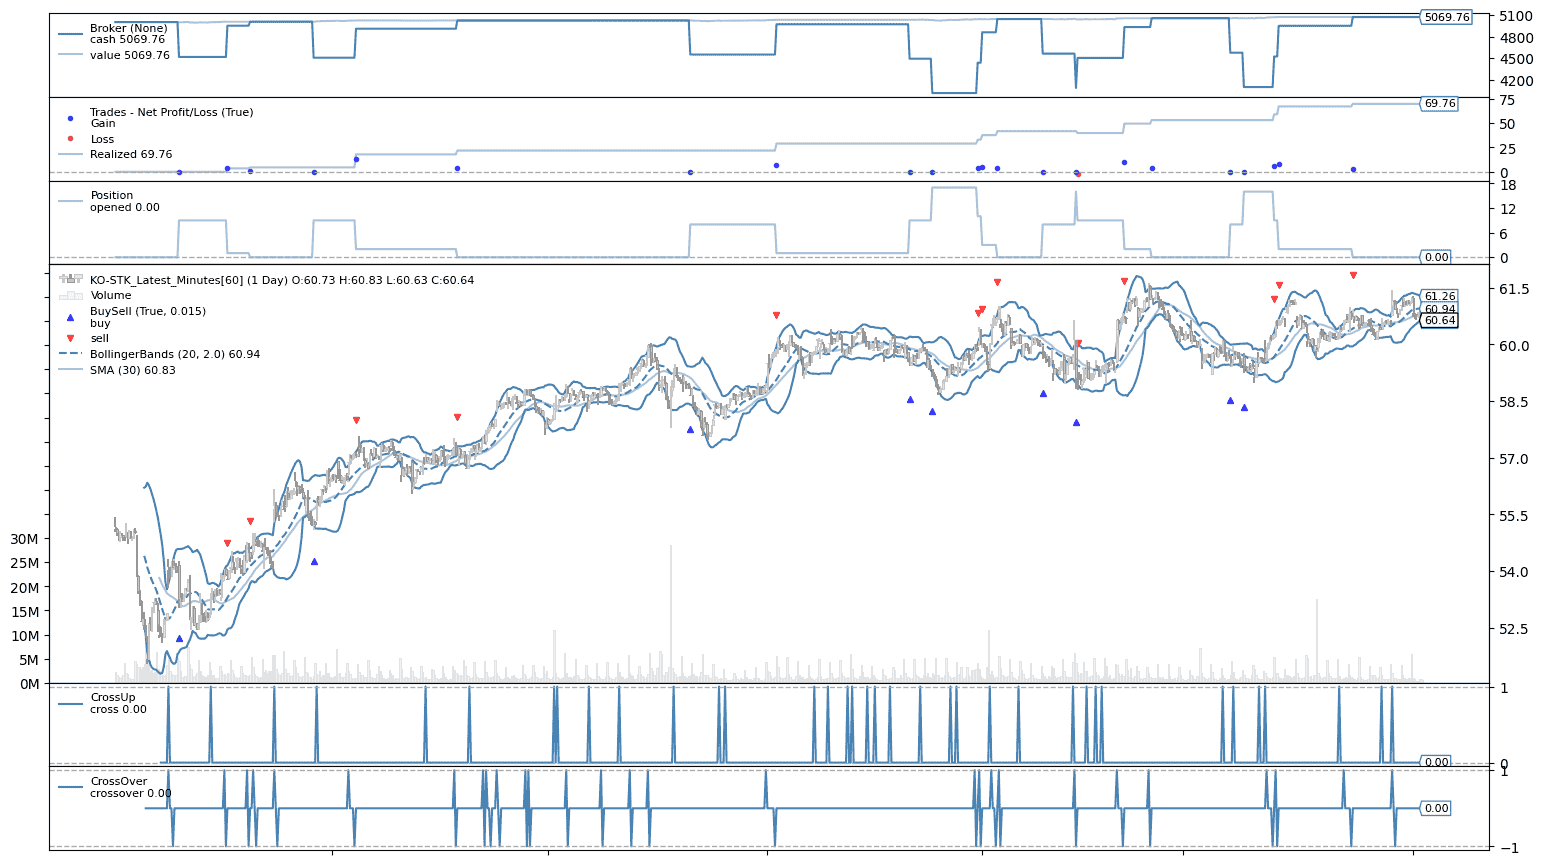 Broker (None)
cash 5069.76
value 5069.76
5069.76
5100
4800
4500
4200
Trades - Net Profit/Loss (True)
Gain
Loss
Realized 69.76
69.76
75
50
25
0
Position
opened 0.00
18
12
6
0.00
0
KO-STK_Latest_Minutes[60] (1 Day) O:60.73 H:60.83 L:60.63 C:60.64
Volume
BuySell (True, 0.015)
buy
sell
BollingerBands (20, 2.0) 60.94
SMA (30) 60.83
61.26
60.94
60.64
61.5
60.0
58.5
57.0
55.5
54.0
52.5
30M
25M
20M
15M
10M
5M
0M
CrossUp
cross 0.00
1
0.00
0
CrossOver
crossover 0.00
1
0.00
−1